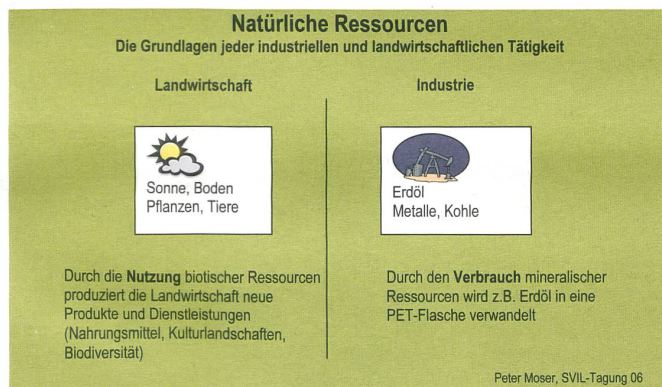 Natürliche Ressourcen
Die Grundlagen jeder industriellen und landwirtschaftlichen Tätigkeit
Landwirtschaft
Sonne, Boden
Pflanzen, Tiere
Durch die Nutzung biotischer Ressourcen
produziert die Landwirtschaft neue
Produkte und Dienstleistungen
(Nahrungsmittel, Kulturlandschaften,
Biodiversität)
Industrie
Erdöl
Metalle, Kohle
Durch den Verbrauch mineralischer
Ressourcen wird z.B. Erdöl in eine
PET-Flasche verwandelt
Peter Moser, SVIL-Tagung 06